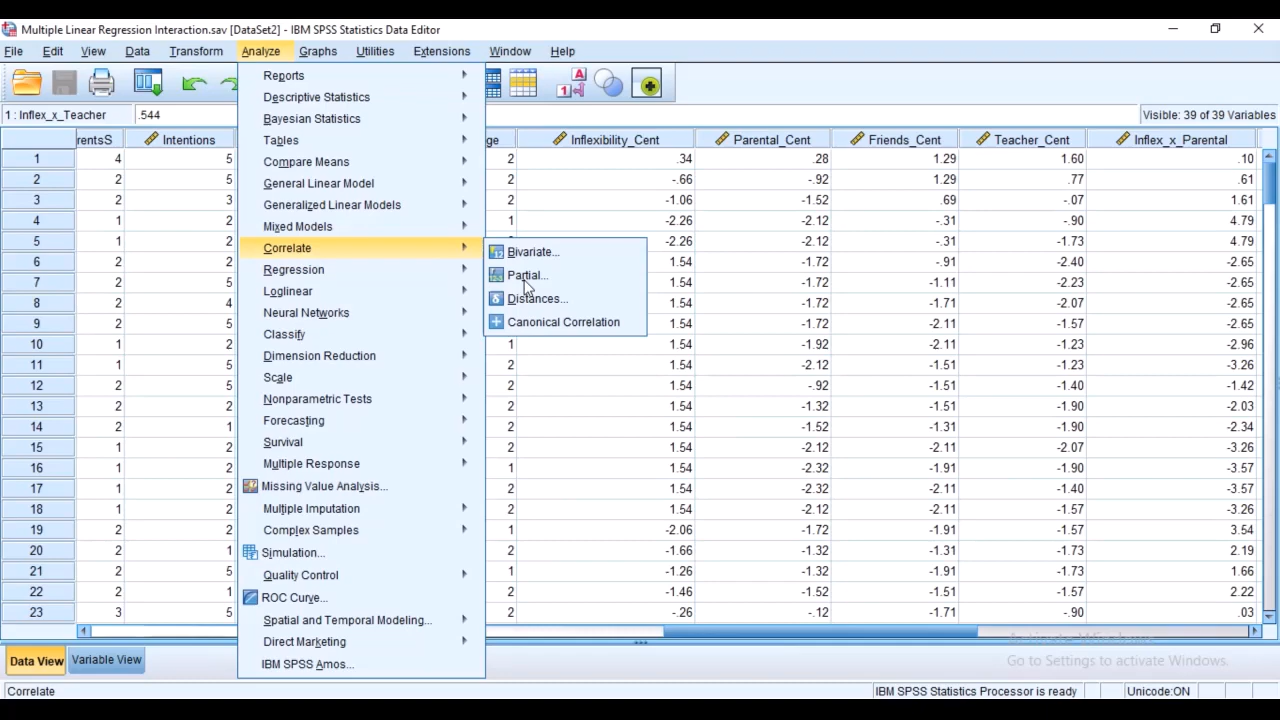 Multiple Linear Regression Interaction.sav [DataSet2] - IBM SPSS Statistics Data Editor
File Edit View Data Transform Analyze Graphs Utilities Extensions Window Help
1 : Inflex_x_Teacher .544 Visible: 39 of 39 Variables
rentsS Intentions ge Inflexibility_Cent Parental_Cent Friends_Cent Teacher_Cent Inflex_x_Parental
1 4 5 2 .34 .28 1.29 1.60 .10
2 2 5 2 -.66 -.92 1.29 .77 .61
3 2 3 2 -1.06 -1.52 .69 -.07 1.61
4 1 2 1 -2.26 -2.12 -.31 -.90 4.79
5 1 2 -2.26 -2.12 -.31 -1.73 4.79
6 2 2 1.54 -1.72 -.91 -2.40 -2.65
7 2 5 1.54 -1.72 -1.11 -2.23 -2.65
8 2 4 1.54 -1.72 -1.71 -2.07 -2.65
9 1 5 1.54 -1.72 -2.11 -1.57 -2.65
10 1 2 1 1.54 -1.92 -2.11 -1.23 -2.96
11 1 5 2 1.54 -2.12 -1.51 -1.23 -3.26
12 2 5 2 1.54 -.92 -1.51 -1.40 -1.42
13 2 2 2 1.54 -1.32 -1.51 -1.90 -2.03
14 2 1 2 1.54 -1.52 -1.31 -1.90 -2.34
15 1 2 2 1.54 -2.12 -2.11 -2.07 -3.26
16 1 2 1 1.54 -2.32 -1.91 -1.90 -3.57
17 1 2 2 1.54 -2.32 -2.11 -1.40 -3.57
18 1 2 2 1.54 -2.12 -2.11 -1.57 -3.26
19 2 2 1 -2.06 -1.72 -1.91 -1.57 3.54
20 2 1 2 -1.66 -1.32 -1.31 -1.73 2.19
21 2 5 1 -1.26 -1.32 -1.91 -1.73 1.66
22 2 1 2 -1.46 -1.52 -1.51 -1.57 2.22
23 3 5 2 -.26 -.12 -1.71 -.90 .03
Reports
Descriptive Statistics
Bayesian Statistics
Tables
Compare Means
General Linear Model
Generalized Linear Models
Mixed Models
Correlate
Regression
Loglinear
Neural Networks
Classify
Dimension Reduction
Scale
Nonparametric Tests
Forecasting
Survival
Multiple Response
Missing Value Analysis...
Multiple Imputation
Complex Samples
Simulation...
Quality Control
ROC Curve...
Spatial and Temporal Modeling...
Direct Marketing
IBM SPSS Amos...
Bivariate...
Partial...
Distances...
Canonical Correlation
Data View Variable View
Activate Windows
Go to Settings to activate Windows.
Correlate IBM SPSS Statistics Processor is ready Unicode:ON